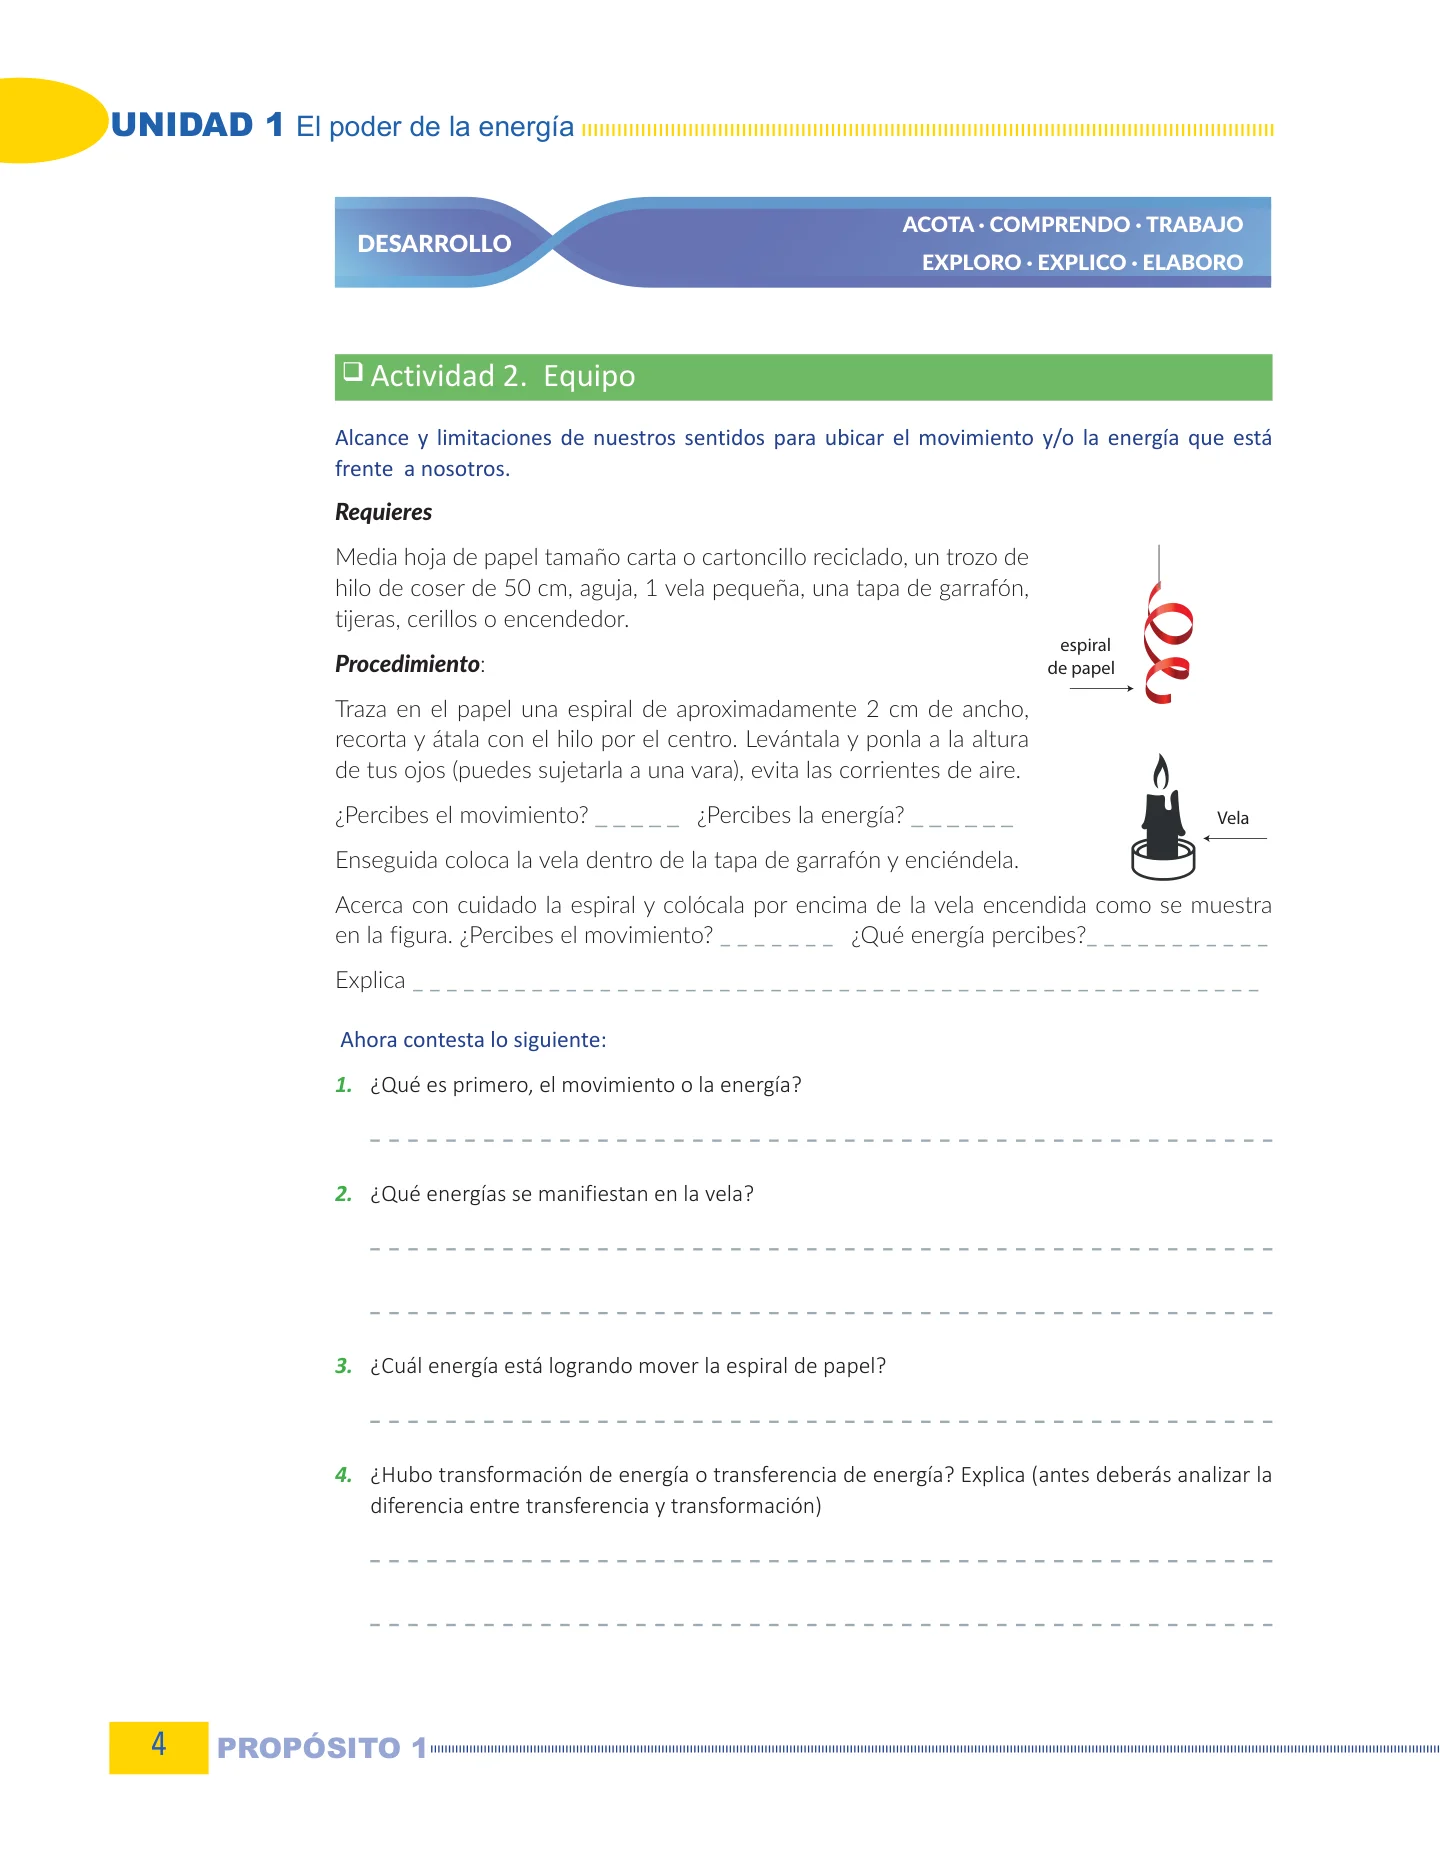 UNIDAD 1 El poder de la energía
DESARROLLO
ACOTA · COMPRENDO · TRABAJO
EXPLORO · EXPLICO · ELABORO
❏ Actividad 2. Equipo
Alcance y limitaciones de nuestros sentidos para ubicar el movimiento y/o la energía que está
frente a nosotros.
Requieres
Media hoja de papel tamaño carta o cartoncillo reciclado, un trozo de
hilo de coser de 50 cm, aguja, 1 vela pequeña, una tapa de garrafón,
tijeras, cerillos o encendedor.
Procedimiento:
Traza en el papel una espiral de aproximadamente 2 cm de ancho,
recorta y átala con el hilo por el centro. Levántala y ponla a la altura
de tus ojos (puedes sujetarla a una vara), evita las corrientes de aire.
espiral
de papel
¿Percibes el movimiento? _ _ _ _ _ ¿Percibes la energía? _ _ _ _ _ _
Vela
Enseguida coloca la vela dentro de la tapa de garrafón y enciéndela.
Acerca con cuidado la espiral y colócala por encima de la vela encendida como se muestra
en la figura. ¿Percibes el movimiento? _ _ _ _ _ _ _ ¿Qué energía percibes?_ _ _ _ _ _ _ _ _ _ _
Explica _ _ _ _ _ _ _ _ _ _ _ _ _ _ _ _ _ _ _ _ _ _ _ _ _ _ _ _ _ _ _ _ _ _ _ _ _ _ _ _ _ _ _ _ _ _ _ _ _ _
Ahora contesta lo siguiente:
1. ¿Qué es primero, el movimiento o la energía?
2. ¿Qué energías se manifiestan en la vela?
3. ¿Cuál energía está logrando mover la espiral de papel?
4. ¿Hubo transformación de energía o transferencia de energía? Explica (antes deberás analizar la
diferencia entre transferencia y transformación)
4 PROPÓSITO 1